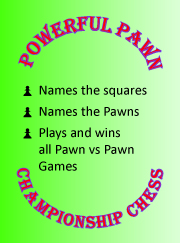 POWERFUL PAWN
Names the squares
Names the Pawns
Plays and wins
all Pawn vs Pawn
Games
CHAMPIONSHIP CHESS